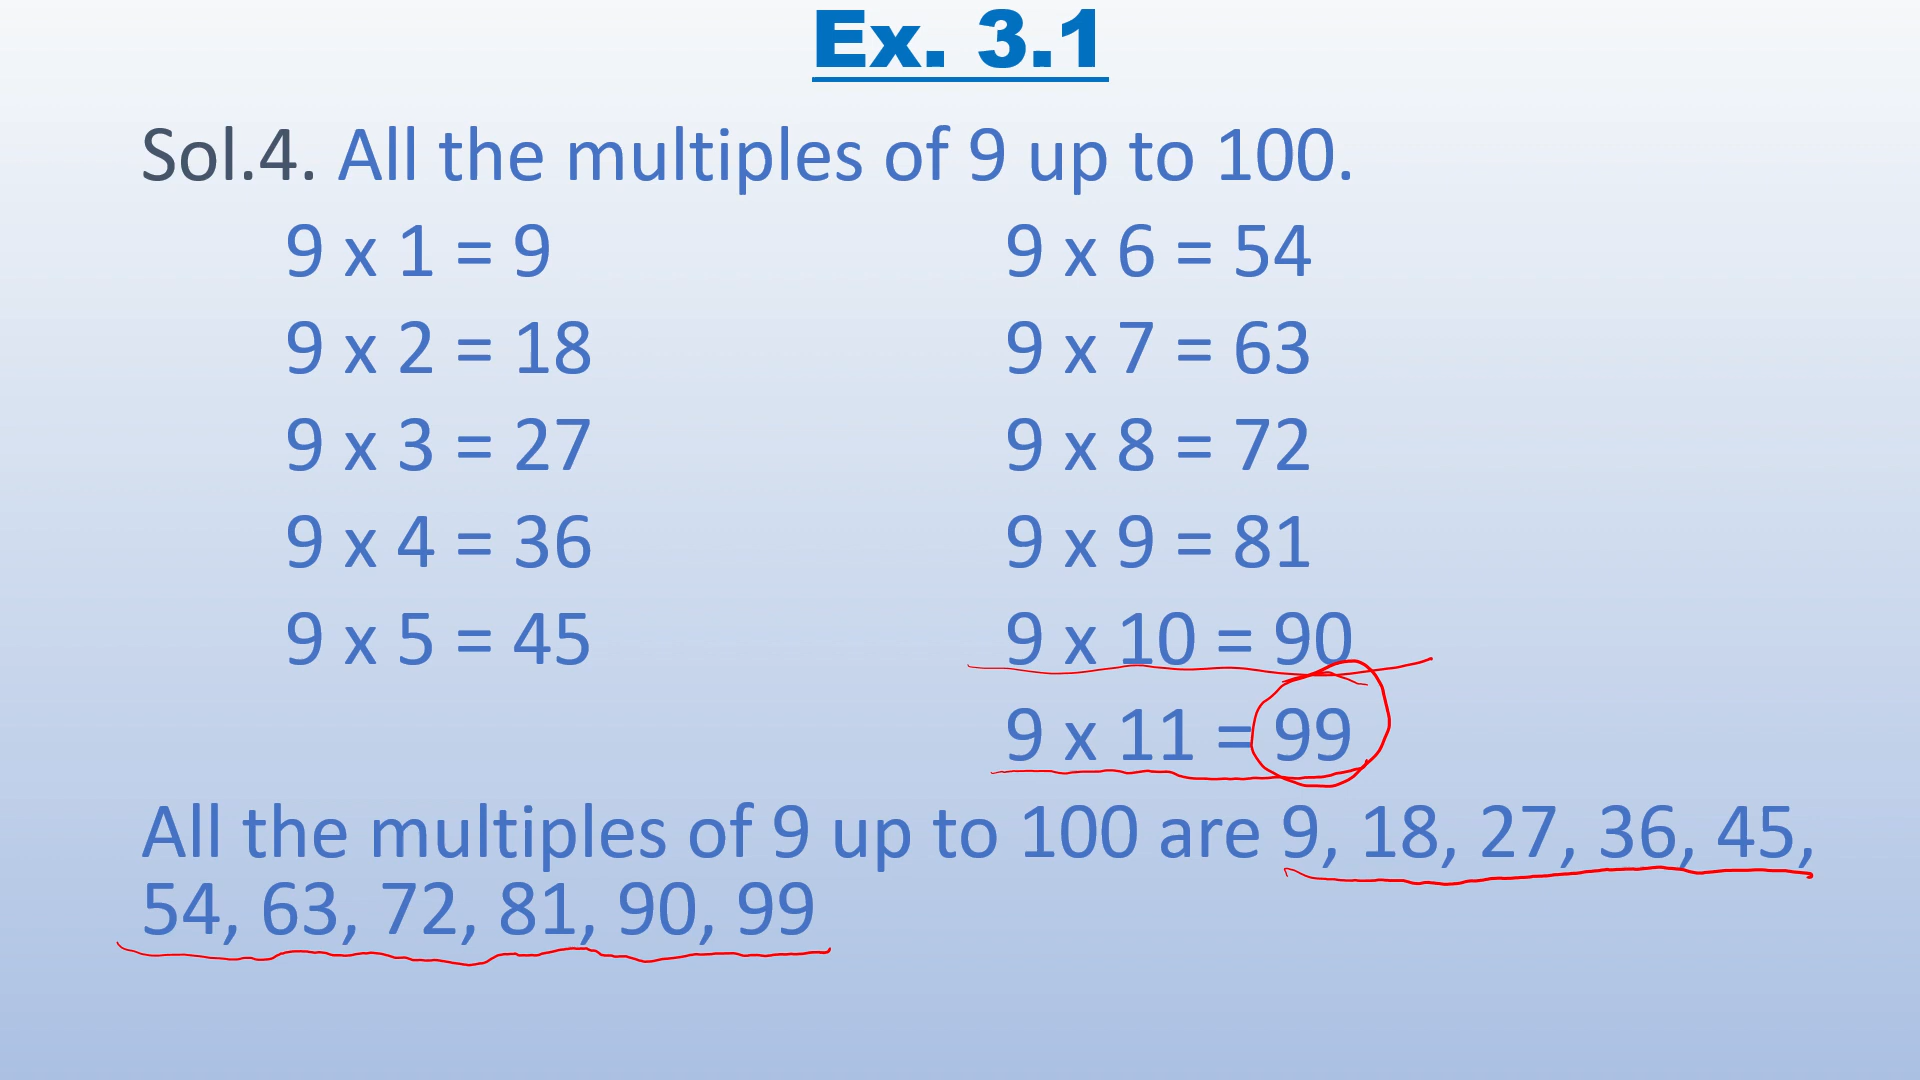 Ex. 3.1
Sol.4. All the multiples of 9 up to 100.
9 x 1 = 9
9 x 2 = 18
9 x 3 = 27
9 x 4 = 36
9 x 5 = 45
9 x 6 = 54
9 x 7 = 63
9 x 8 = 72
9 x 9 = 81
9 x 10 = 90
9 x 11 = 99
All the multiples of 9 up to 100 are 9, 18, 27, 36, 45,
54, 63, 72, 81, 90, 99